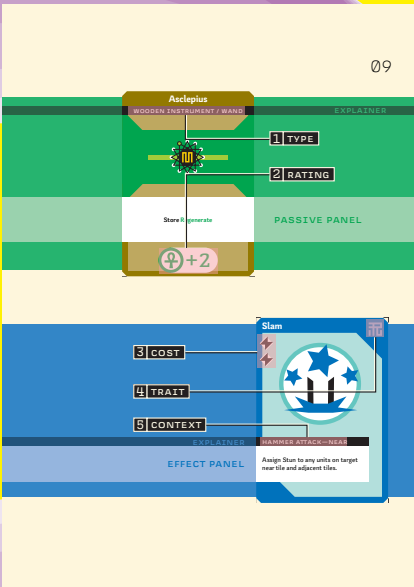 09
Asclepius
WOODEN INSTRUMENT / WAND
EXPLAINER
1 TYPE
2 RATING
Store Regenerate
PASSIVE PANEL
+2
Slam
3 COST
4 TRAIT
5 CONTEXT
EXPLAINER
HAMMER ATTACK—NEAR
EFFECT PANEL
Assign Stun to any units on target
near tile and adjacent tiles.